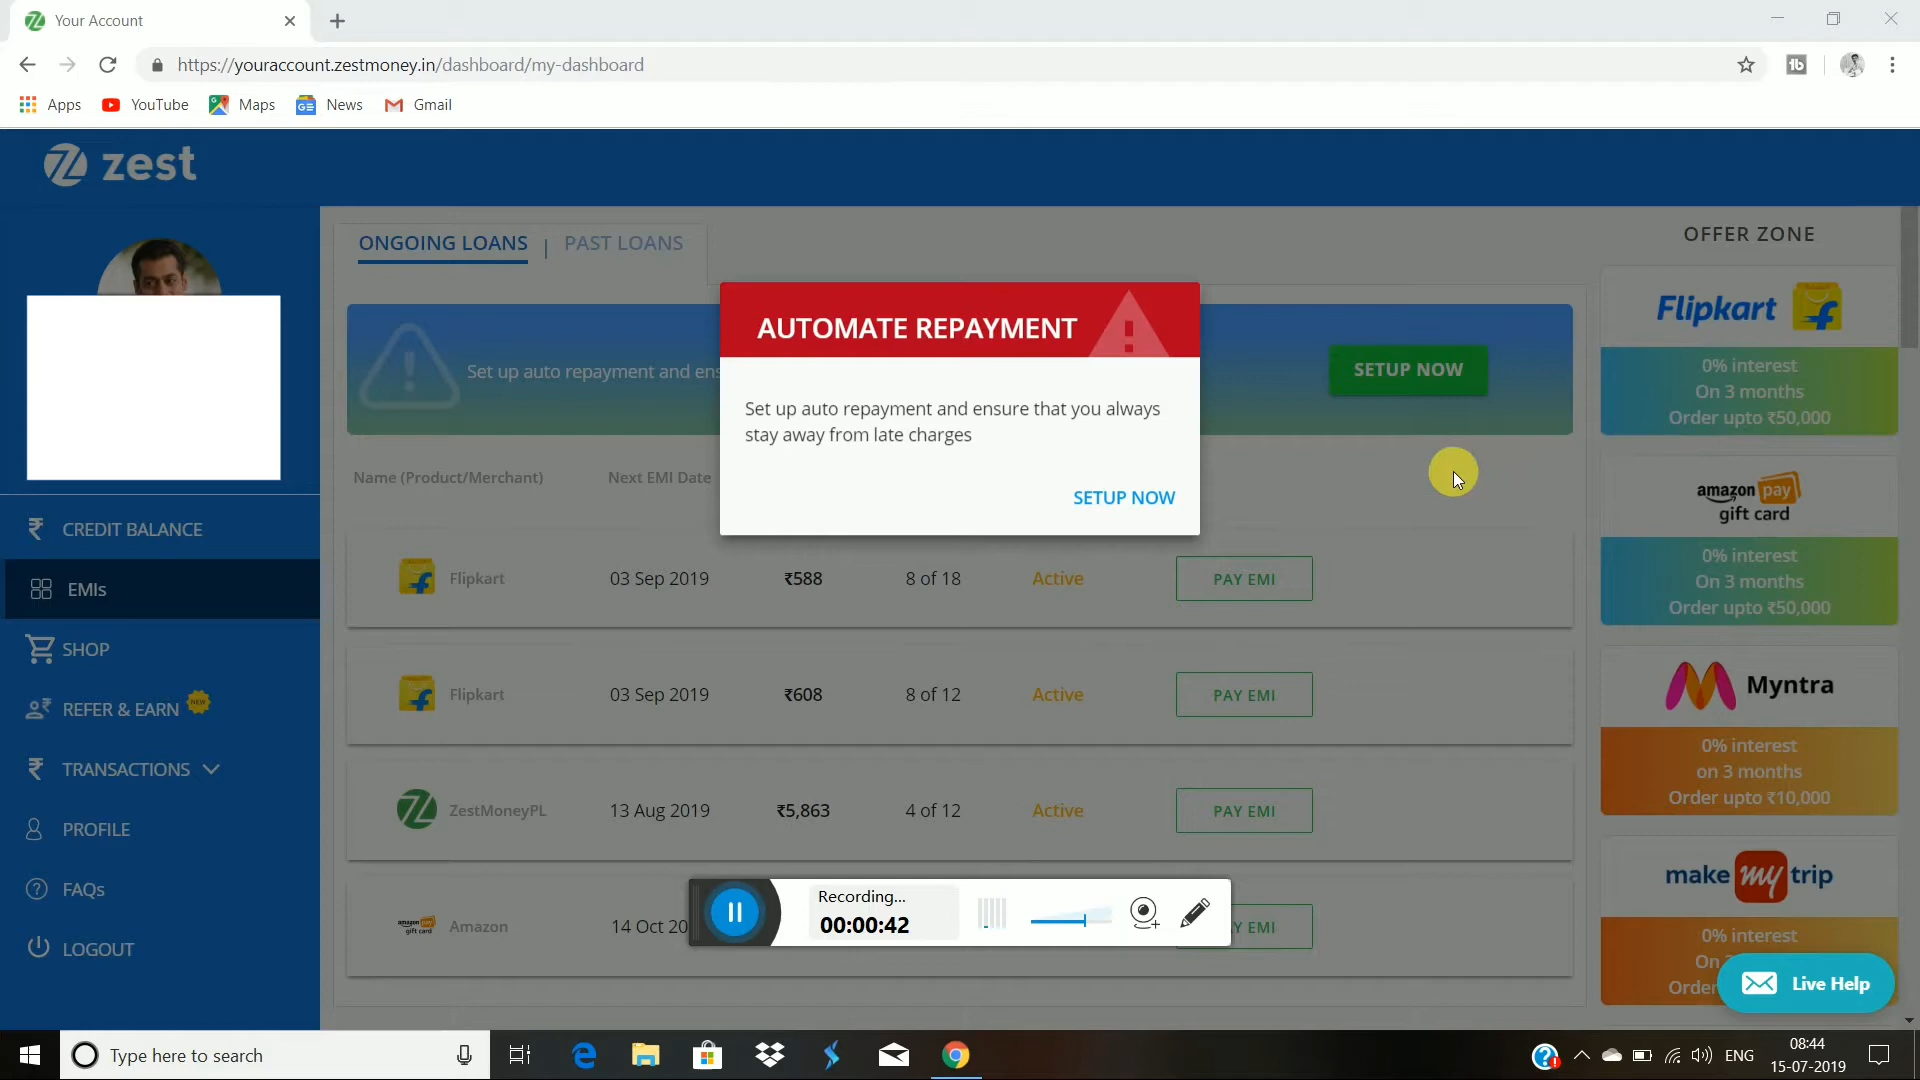 Your Account
https://youraccount.zestmoney.in/dashboard/my-dashboard
Apps
YouTube
Maps
News
Gmail
zest
CREDIT BALANCE
EMIs
SHOP
REFER & EARN NEW
TRANSACTIONS
PROFILE
FAQs
LOGOUT
ONGOING LOANS | PAST LOANS
Set up auto repayment and ens
SETUP NOW
AUTOMATE REPAYMENT
Set up auto repayment and ensure that you always
stay away from late charges
SETUP NOW
Name (Product/Merchant) Next EMI Date
Flipkart 03 Sep 2019 ₹588 8 of 18 Active PAY EMI
Flipkart 03 Sep 2019 ₹608 8 of 12 Active PAY EMI
ZestMoneyPL 13 Aug 2019 ₹5,863 4 of 12 Active PAY EMI
amazon pay
gift card
Amazon 14 Oct 20 Y EMI
Recording...
00:00:42
OFFER ZONE
Flipkart
0% interest
On 3 months
Order upto ₹50,000
amazon pay
gift card
0% interest
On 3 months
Order upto ₹50,000
Myntra
0% interest
on 3 months
Order upto ₹10,000
make my trip
0% interest
On
Order
Live Help
Type here to search
ENG
08:44
15-07-2019